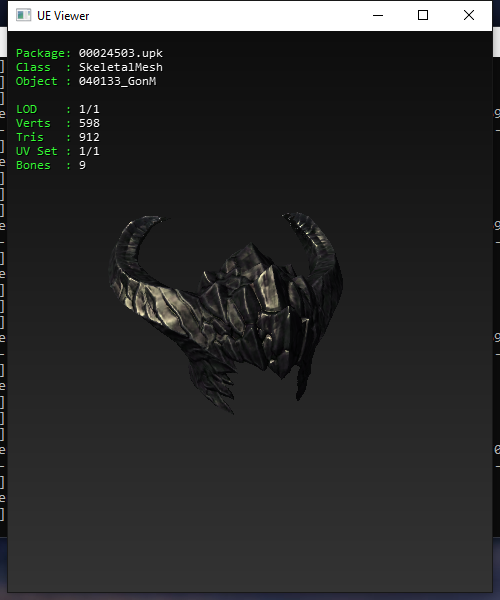 UE Viewer
Package: 00024503.upk
Class  : SkeletalMesh
Object : 040133_GonM
LOD    : 1/1
Verts  : 598
Tris   : 912
UV Set : 1/1
Bones  : 9